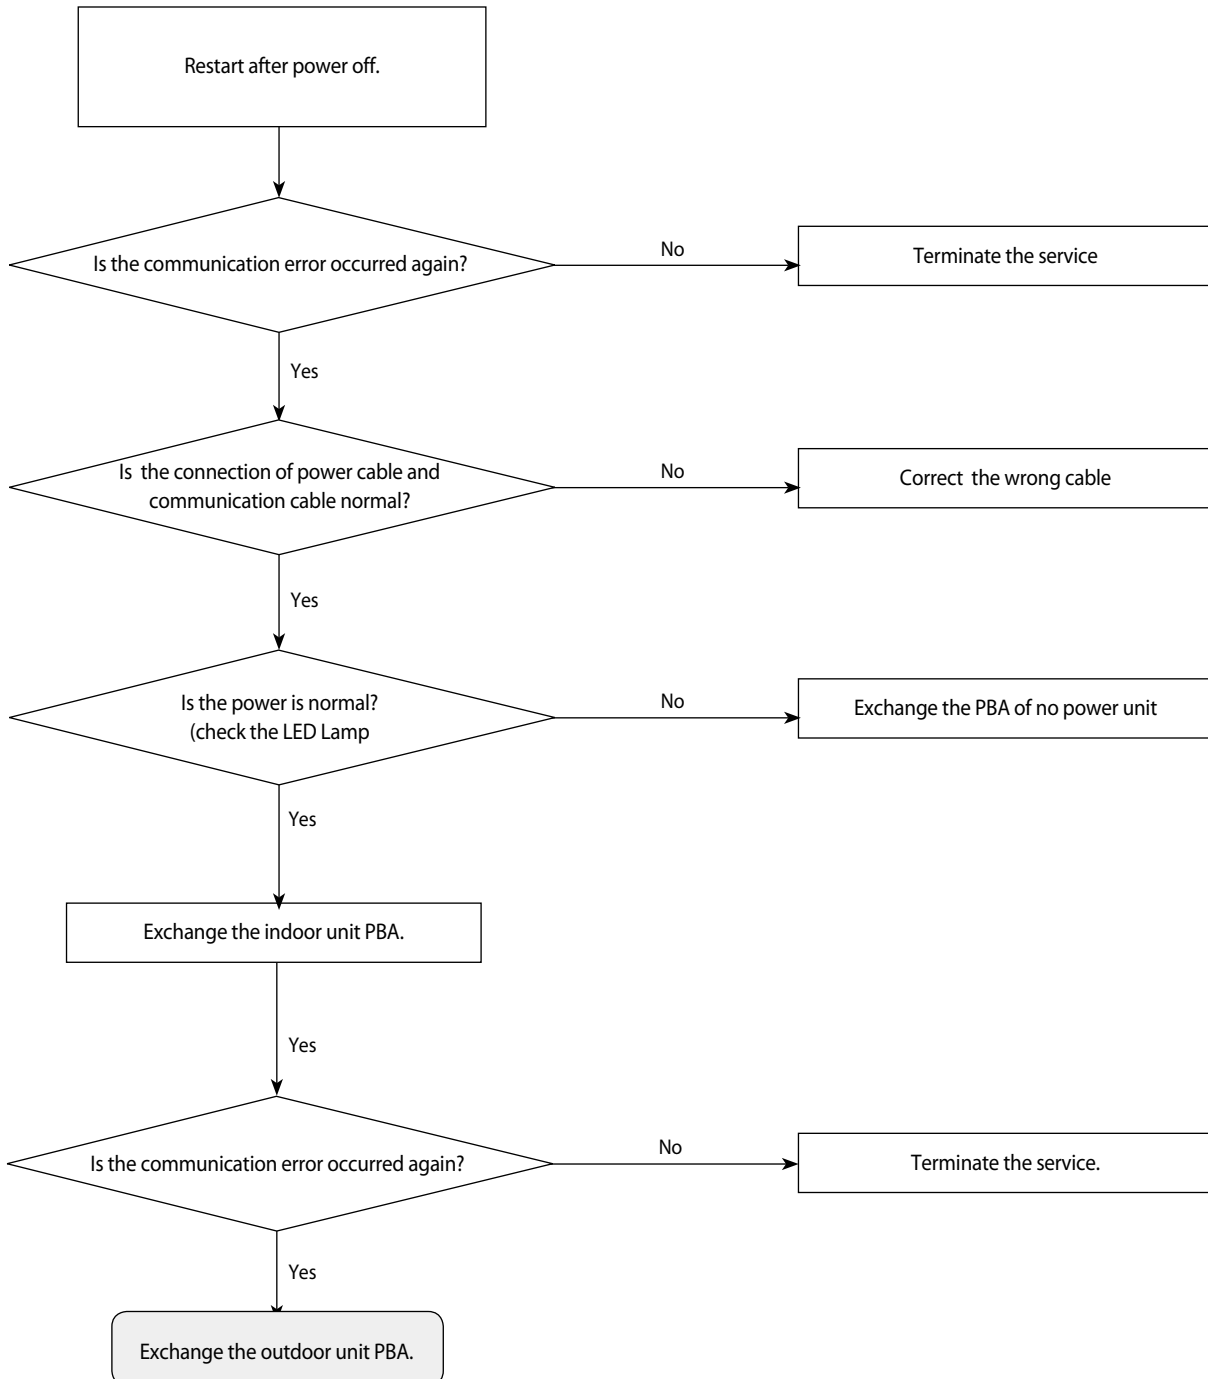 Restart after power off.
Is the communication error occurred again?
No
Terminate the service
Yes
Is  the connection of power cable and
communication cable normal?
No
Correct  the wrong cable
Yes
Is the power is normal?
(check the LED Lamp
No
Exchange the PBA of no power unit
Yes
Exchange the indoor unit PBA.
Yes
Is the communication error occurred again?
No
Terminate the service.
Yes
Exchange the outdoor unit PBA.